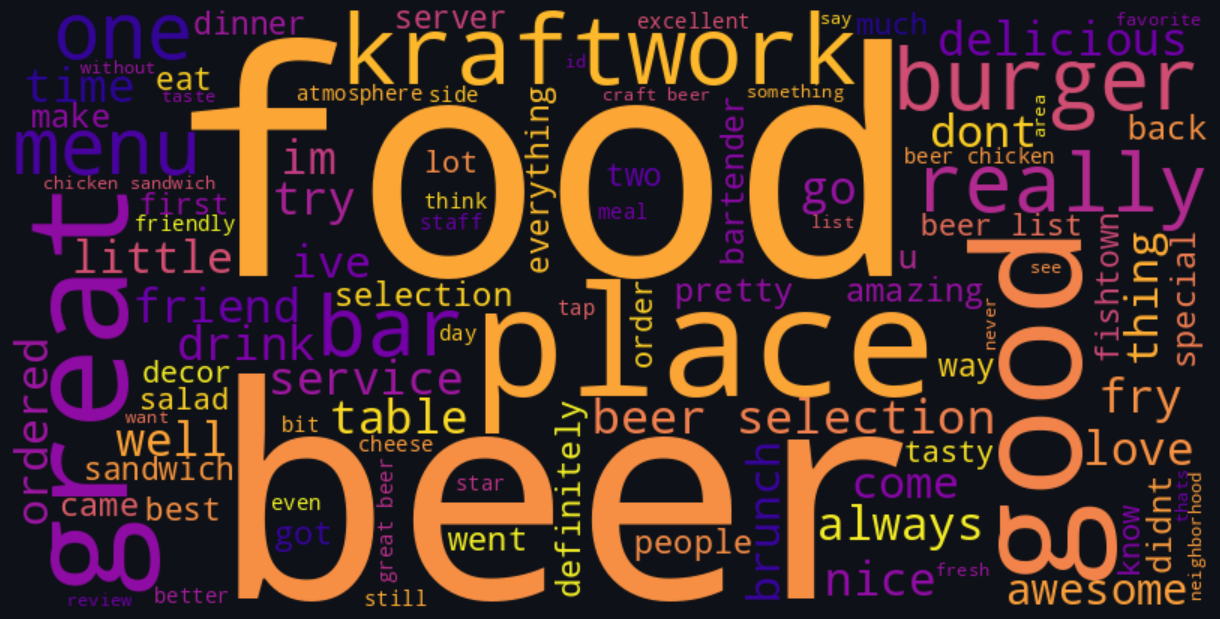 one
dinner
server
excellent
say
much
favorite
kraftwork
delicious
without
time
eat
taste
id
atmosphere
side
craft beer
something
burger
make
food
everything
bartender
dont
area
back
menu
im
lot
two
go
beer chicken
really
chicken sandwich
first
try
think
staff
meal
list
friendly
beer list
fishtown
great
little
ive
u
good
see
thing
special
friend
selection
tap
order
pretty
amazing
never
drink
bar
day
place
way
ordered
decor
service
salad
fry
want
well
bit
table
cheese
beer selection
tasty
love
sandwich
beer
great beer
star
definitely
brunch
come
came
best
even
got
went
people
always
know
didnt
thats
neighborhood
nice
fresh
awesome
review
better
still